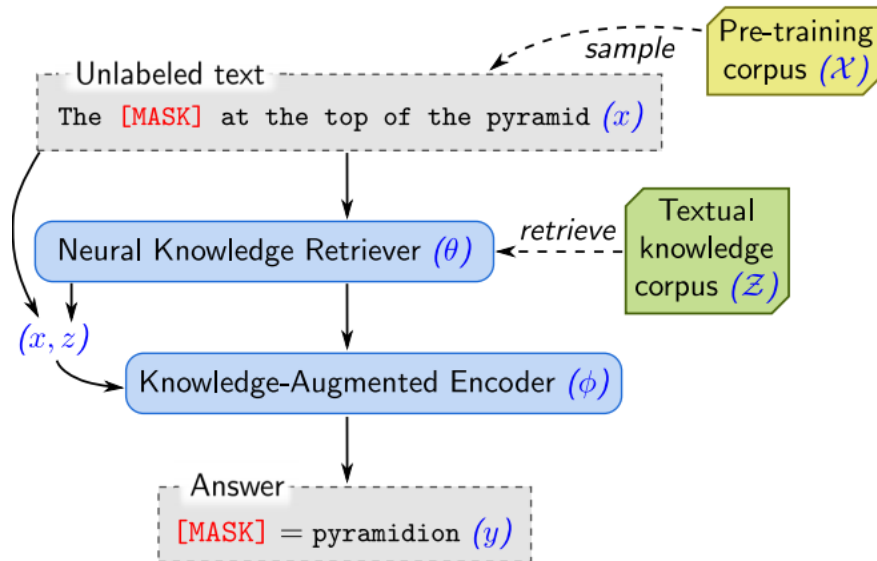 Pre-training
corpus (𝒳)
sample
Unlabeled text
The [MASK] at the top of the pyramid (x)
Neural Knowledge Retriever (θ)
retrieve
Textual
knowledge
corpus (𝒵)
(x, z)
Knowledge-Augmented Encoder (ϕ)
Answer
[MASK] = pyramidion (y)